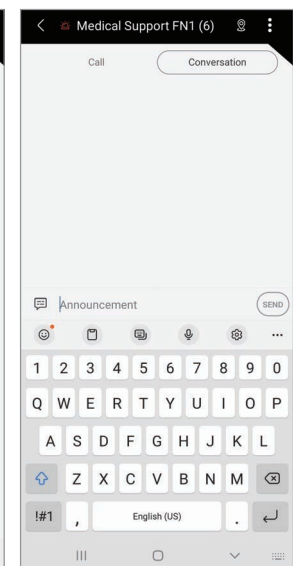 Medical Support FN1 (6)
Call Conversation
Announcement SEND
1 2 3 4 5 6 7 8 9 0
Q W E R T Y U I O P
A S D F G H J K L
Z X C V B N M
!#1 , English (US) .